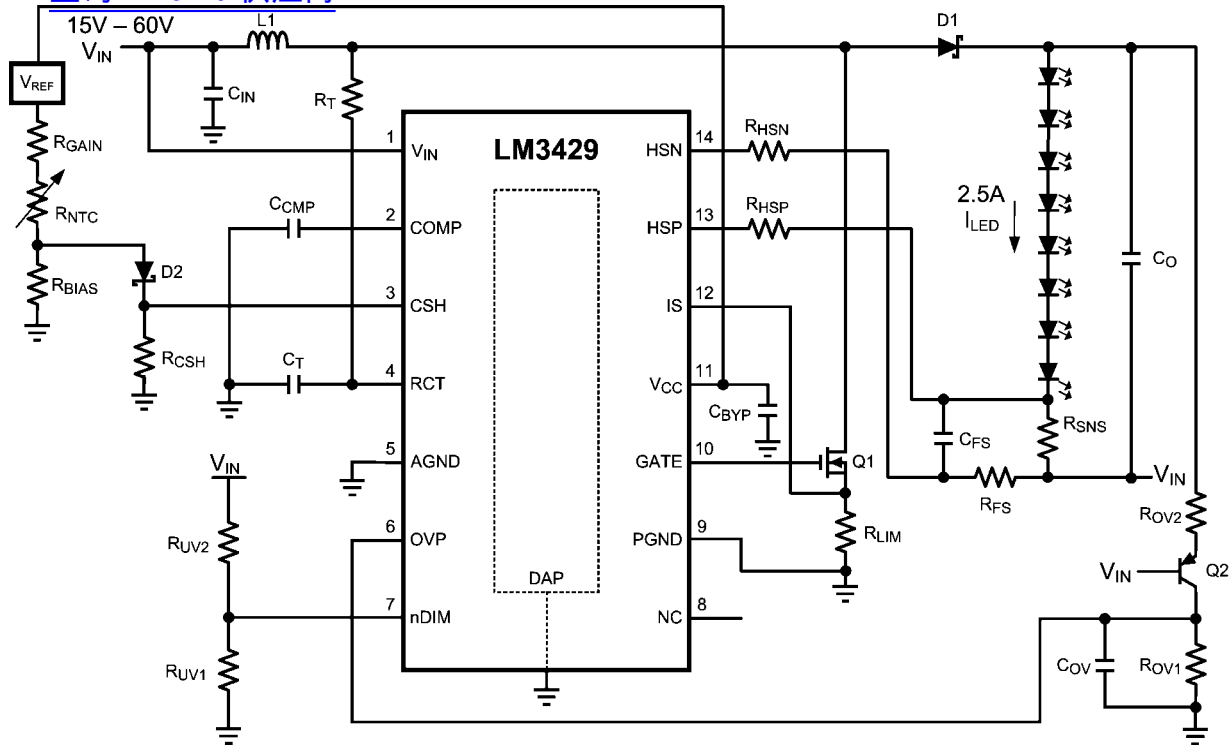 15V – 60V
VIN
L1
D1
VREF
CIN
RT
RGAIN
RNTC
RBIAS
D2
RCSH
CCMP
CT
LM3429
1
VIN
2
COMP
3
CSH
4
RCT
5
AGND
6
OVP
7
nDIM
DAP
14
HSN
13
HSP
12
IS
11
VCC
10
GATE
9
PGND
8
NC
RHSN
RHSP
2.5A
ILED
CO
CBYP
CFS
RSNS
RFS
VIN
Q1
RLIM
ROV2
VIN
Q2
COV
ROV1
VIN
RUV2
RUV1